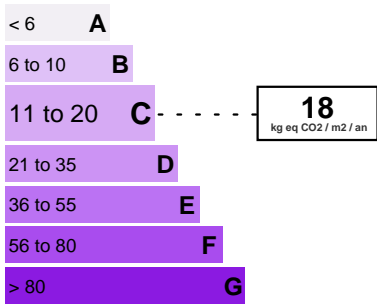 < 6 A
6 to 10 B
11 to 20 C
18
kg eq CO2 / m2 / an
21 to 35 D
36 to 55 E
56 to 80 F
> 80 G